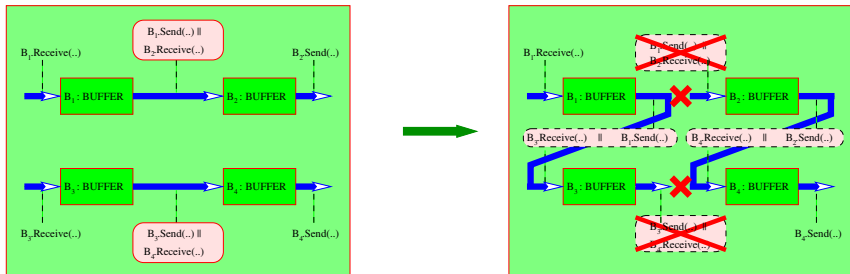 B1.Send(..) ||
B2.Receive(..)
B1.Receive(..)
B2.Send(..)
B1 : BUFFER
B2 : BUFFER
B3 : BUFFER
B4 : BUFFER
B3.Receive(..)
B3.Send(..) ||
B4.Receive(..)
B4.Send(..)
B1.Send(..) ||
B2.Receive(..)
B1.Receive(..)
B2.Send(..)
B1 : BUFFER
B2 : BUFFER
B3.Receive(..) || B1.Send(..)
B4.Receive(..) || B2.Send(..)
B3 : BUFFER
B4 : BUFFER
B3.Send(..) ||
B4.Receive(..)
B4.Send(..)